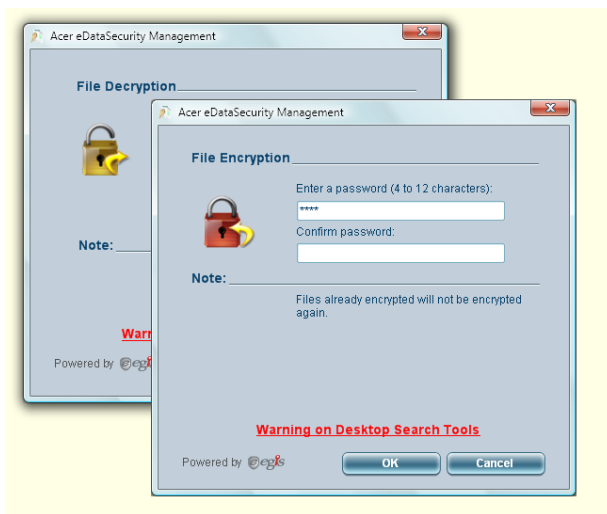 Acer eDataSecurity Management
File Decryption
Note:
Powered by egis
Acer eDataSecurity Management
File Encryption
Enter a password (4 to 12 characters):
****
Confirm password:
Note:
Files already encrypted will not be encrypted
again.
Warning on Desktop Search Tools
Powered by egis
OK
Cancel